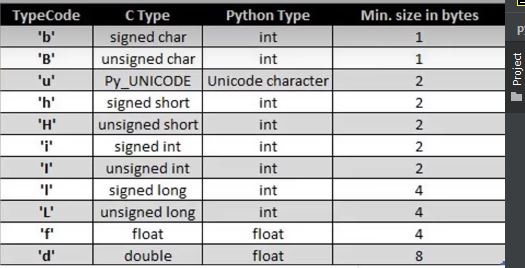 TypeCode C Type Python Type Min. size in bytes
'b' signed char int 1
'B' unsigned char int 1
'u' Py_UNICODE Unicode character 2
'h' signed short int 2
'H' unsigned short int 2
'i' signed int int 2
'I' unsigned int int 2
'l' signed long int 4
'L' unsigned long int 4
'f' float float 4
'd' double float 8
Project